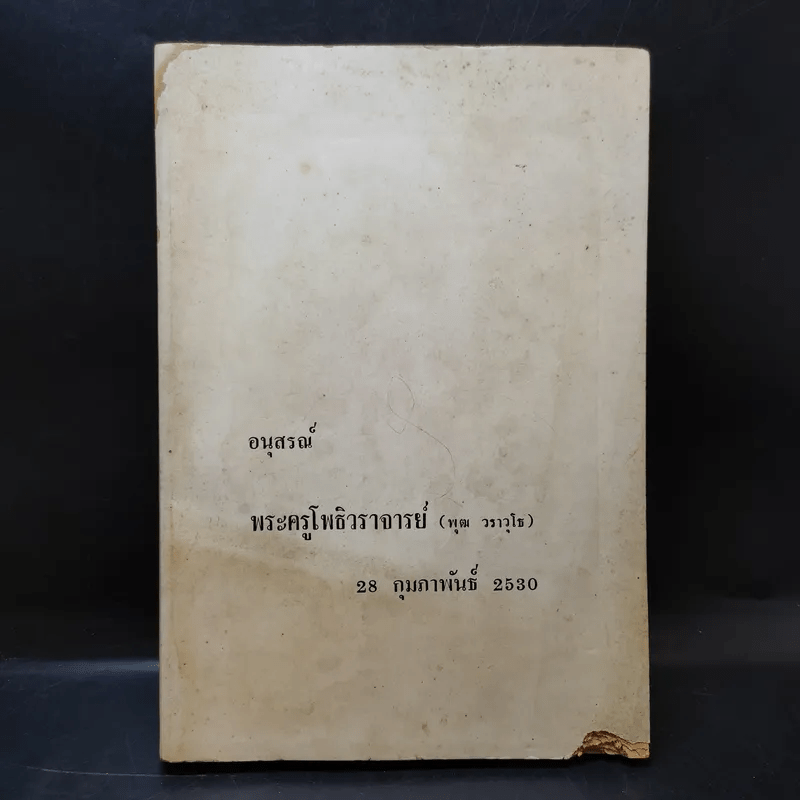 อนุสรณ์
พระครูโพธิวราจารย์ (พุฒ วราวุโธ)
28 กุมภาพันธ์ 2530